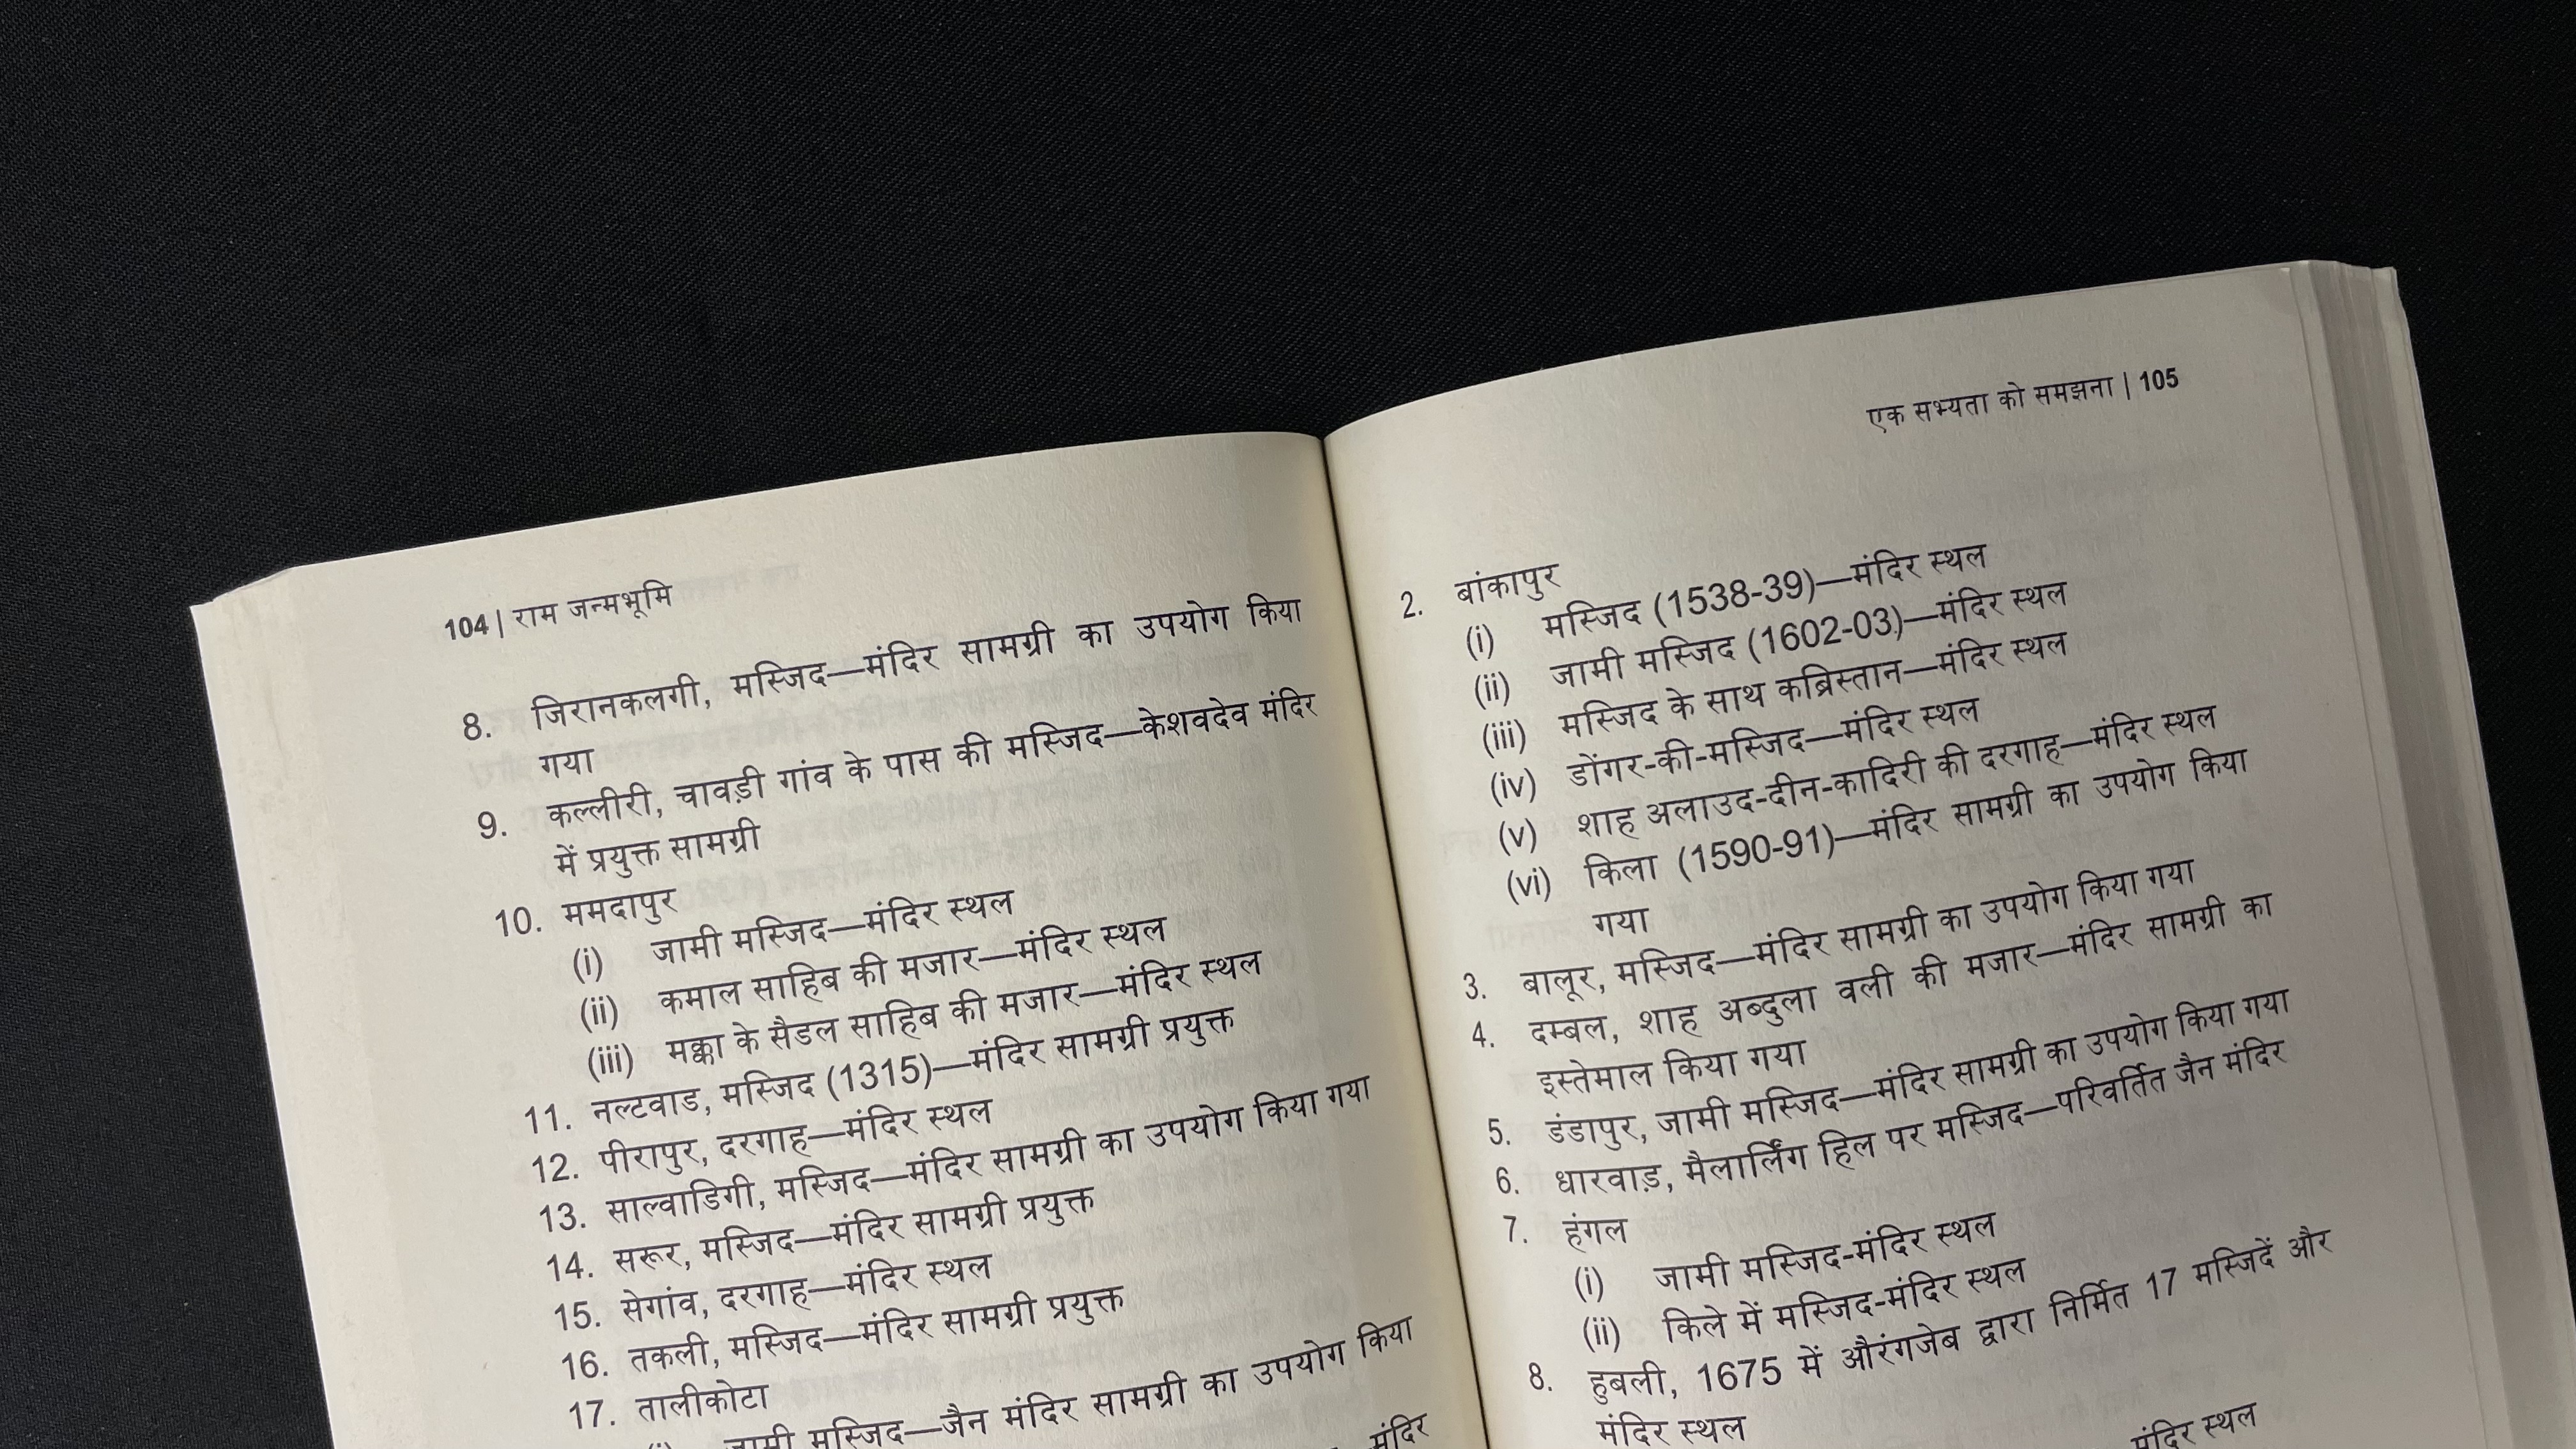 104 | राम जन्मभूमि
8. जिरानकलगी, मस्जिद—मंदिर सामग्री का उपयोग किया
गया
9. कल्लीरी, चावड़ी गांव के पास की मस्जिद—केशवदेव मंदिर
में प्रयुक्त सामग्री
10. ममदापुर
(i) जामी मस्जिद—मंदिर स्थल
(ii) कमाल साहिब की मजार—मंदिर स्थल
(iii) मक्का के सैडल साहिब की मजार—मंदिर स्थल
11. नल्टवाड, मस्जिद (1315)—मंदिर सामग्री प्रयुक्त
12. पीरापुर, दरगाह—मंदिर स्थल
13. साल्वाडिगी, मस्जिद—मंदिर सामग्री का उपयोग किया गया
14. सरूर, मस्जिद—मंदिर सामग्री प्रयुक्त
15. सेगांव, दरगाह—मंदिर स्थल
16. तकली, मस्जिद—मंदिर सामग्री प्रयुक्त
17. तालीकोटा
(i) जामी मस्जिद—जैन मंदिर सामग्री का उपयोग किया
मंदिर
एक सभ्यता को समझना | 105
2. बांकापुर
(i) मस्जिद (1538-39)—मंदिर स्थल
(ii) जामी मस्जिद (1602-03)—मंदिर स्थल
(iii) मस्जिद के साथ कब्रिस्तान—मंदिर स्थल
(iv) डोंगर-की-मस्जिद—मंदिर स्थल
(v) शाह अलाउद-दीन-कादिरी की दरगाह—मंदिर स्थल
(vi) किला (1590-91)—मंदिर सामग्री का उपयोग किया
गया
3. बालूर, मस्जिद—मंदिर सामग्री का उपयोग किया गया
4. दम्बल, शाह अब्दुला वली की मजार—मंदिर सामग्री का
इस्तेमाल किया गया
5. डंडापुर, जामी मस्जिद—मंदिर सामग्री का उपयोग किया गया
6. धारवाड़, मैलार्लिंग हिल पर मस्जिद—परिवर्तित जैन मंदिर
7. हंगल
(i) जामी मस्जिद-मंदिर स्थल
(ii) किले में मस्जिद-मंदिर स्थल
8. हुबली, 1675 में औरंगजेब द्वारा निर्मित 17 मस्जिदें और
मंदिर स्थल
मंदिर स्थल